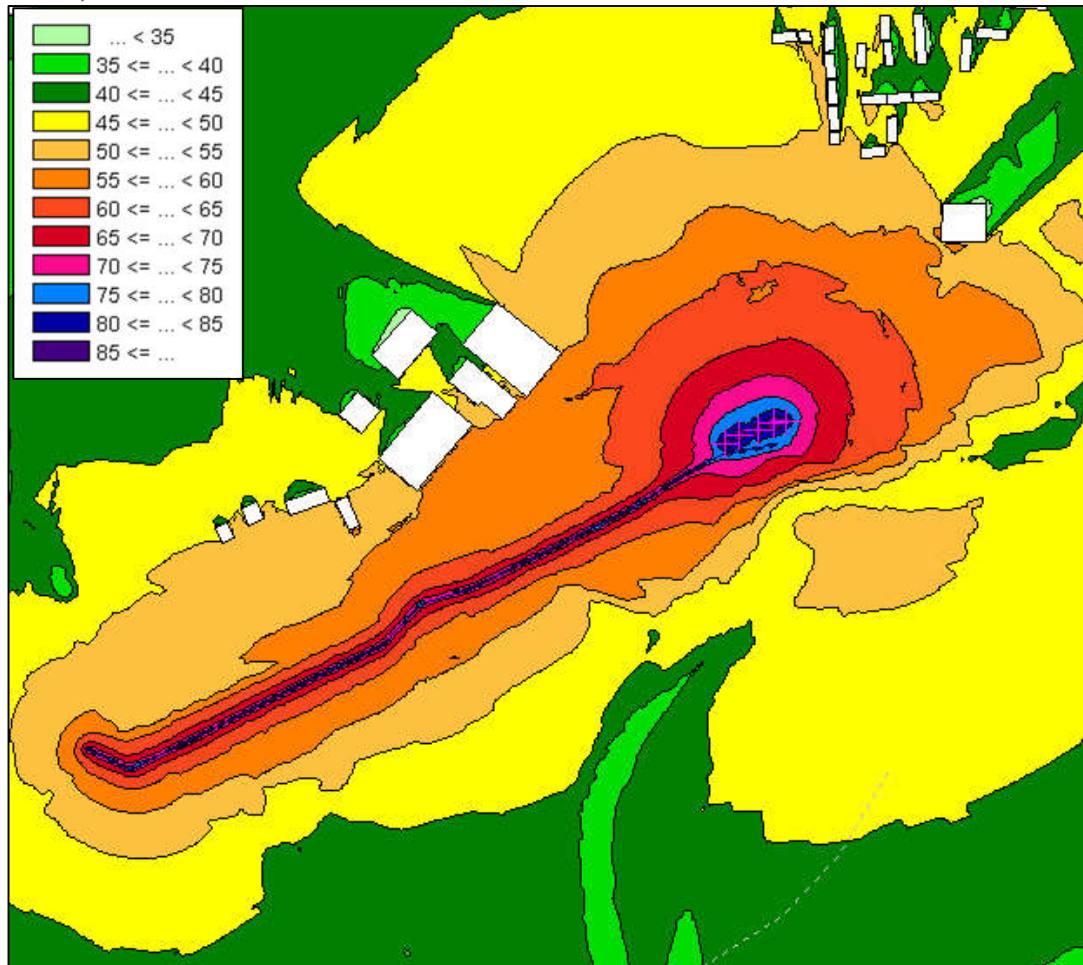 ... < 35
35 <= ... < 40
40 <= ... < 45
45 <= ... < 50
50 <= ... < 55
55 <= ... < 60
60 <= ... < 65
65 <= ... < 70
70 <= ... < 75
75 <= ... < 80
80 <= ... < 85
85 <= ...